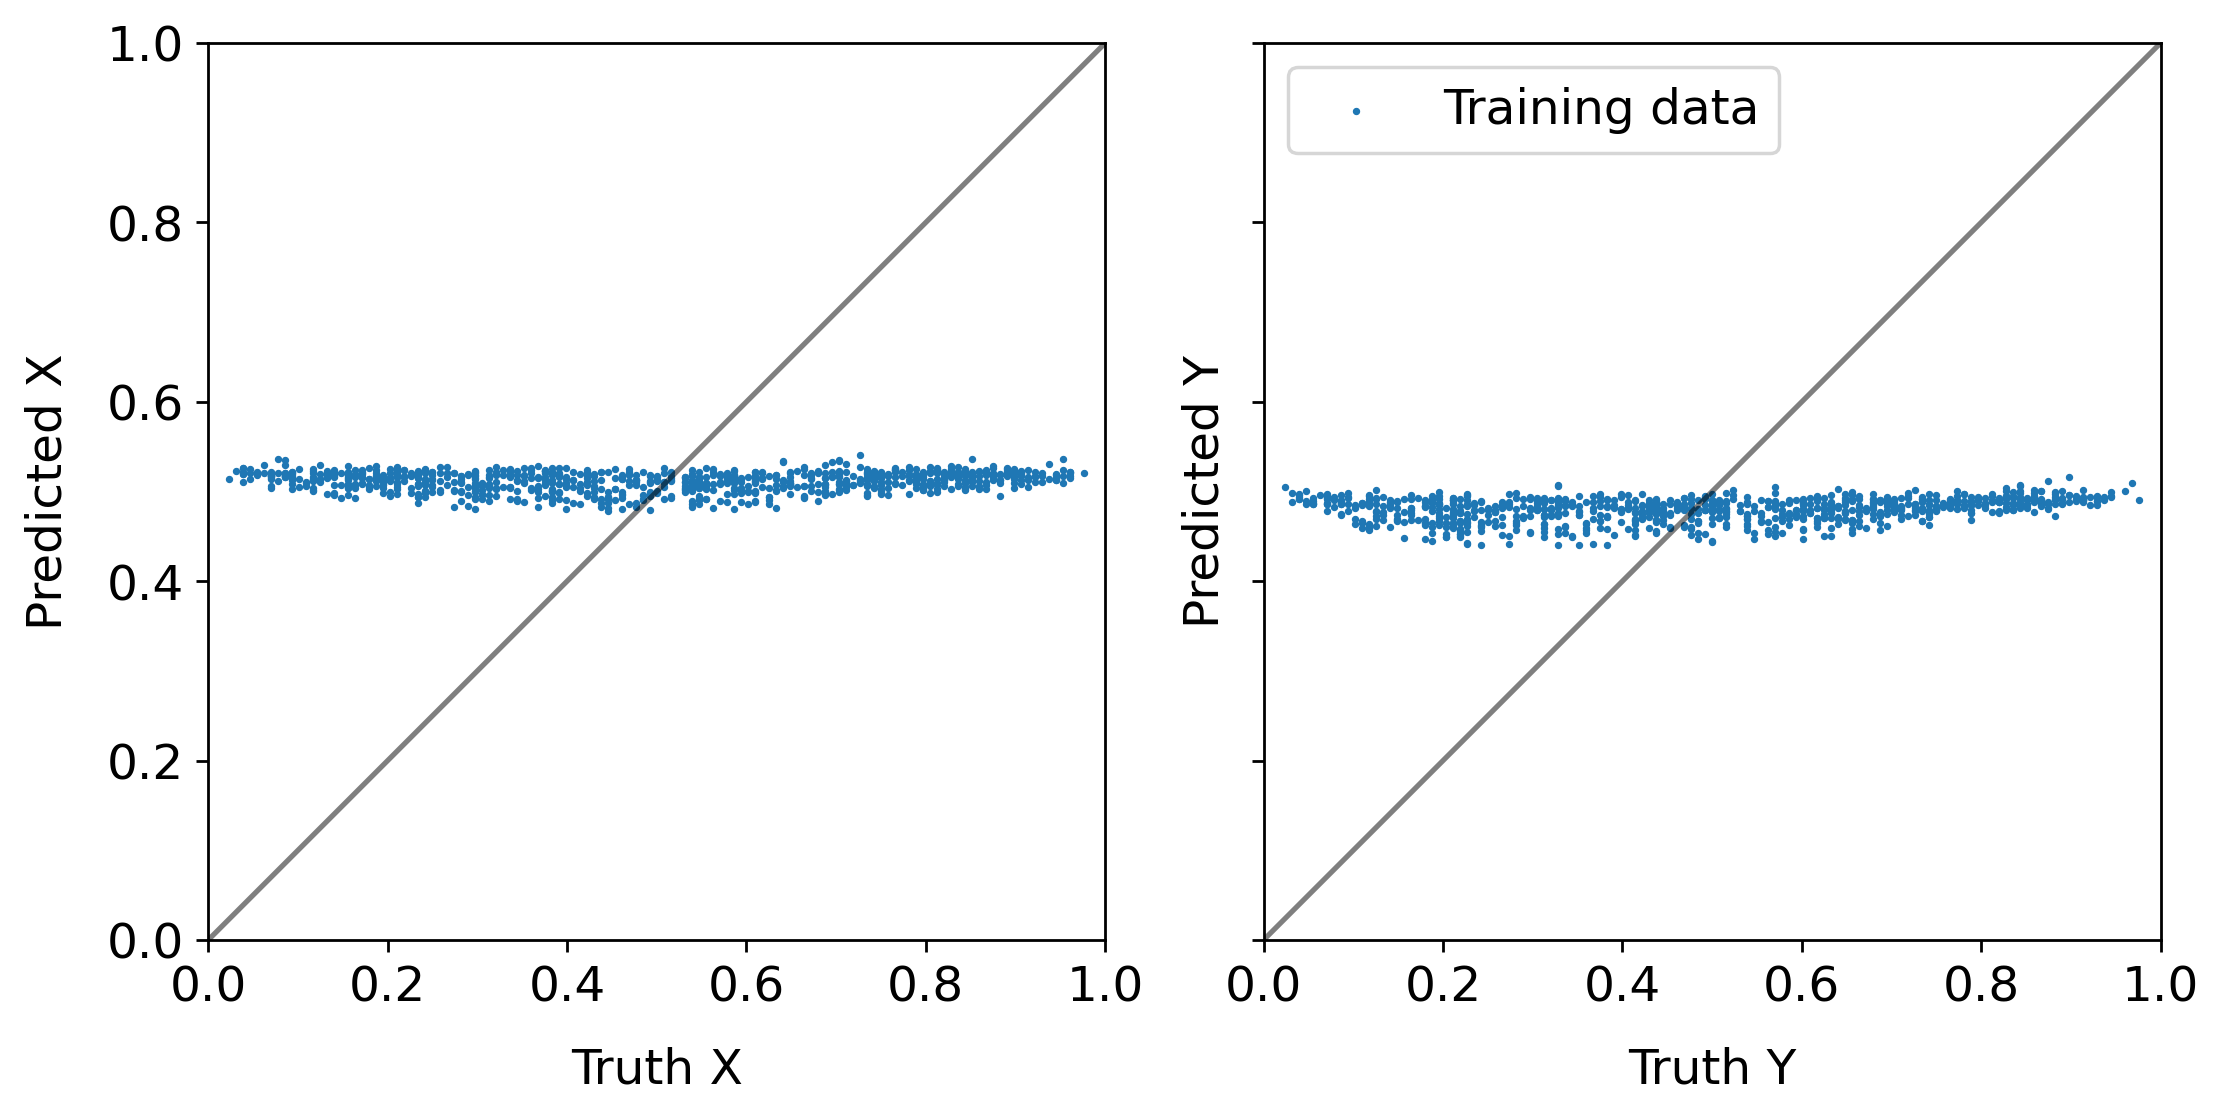 1.0
0.8
0.6
0.4
0.2
0.0
Predicted X
0.0 0.2 0.4 0.6 0.8 1.0
Truth X
Training data
Predicted Y
0.0 0.2 0.4 0.6 0.8 1.0
Truth Y